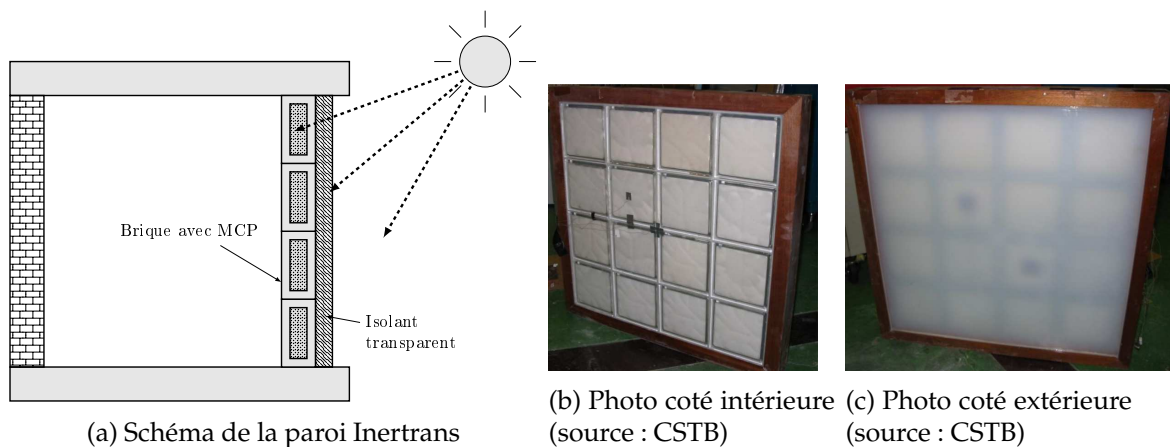 Brique avec MCP
Isolant
transparent
(a) Schéma de la paroi Inertrans
(b) Photo coté intérieure
(source : CSTB)
(c) Photo coté extérieure
(source : CSTB)